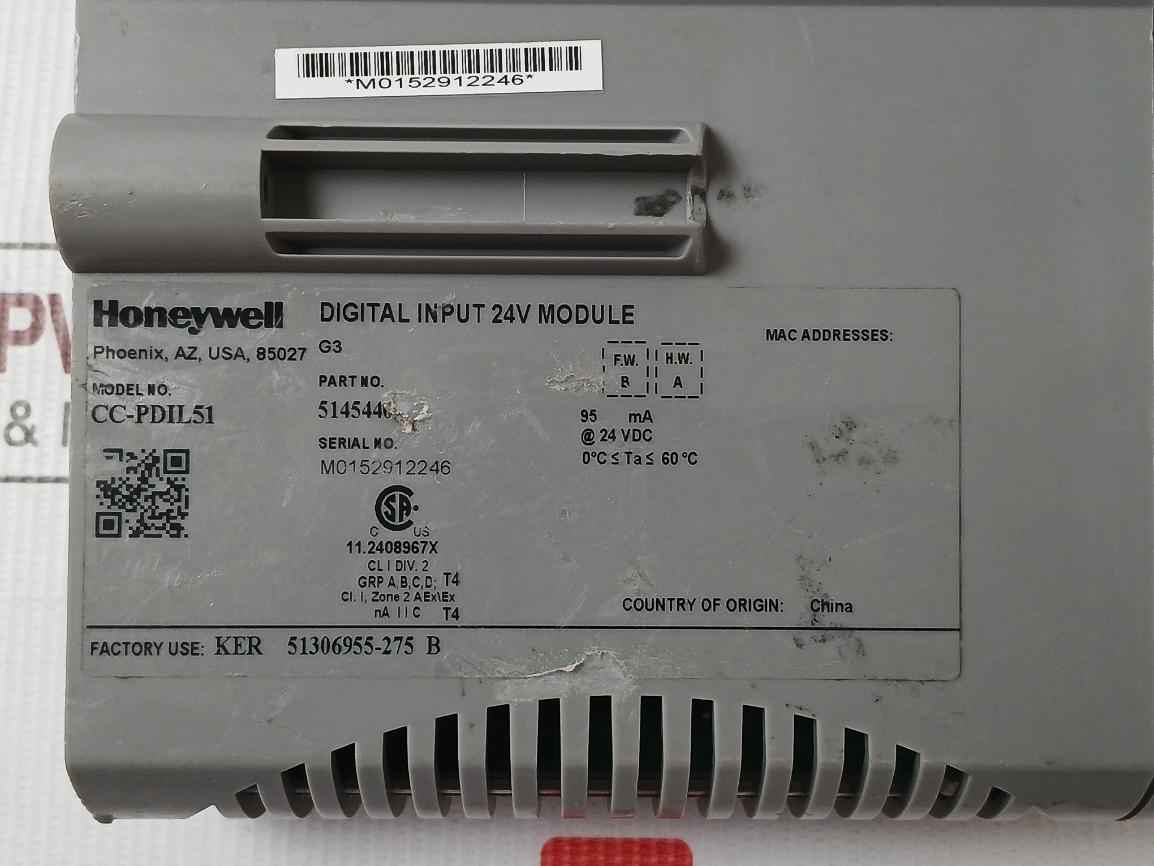 *M0152912246*
Honeywell
Phoenix, AZ, USA, 85027
MODEL NO.
CC-PDIL51
DIGITAL INPUT 24V MODULE
G3
PART NO.
SERIAL NO.
M0152912246
SA
C US
11.2408967X
CL I DIV. 2
GRP A,B,C,D; T4
Cl. I, Zone 2 AEx\Ex
nA IIC T4
F.W.
B
H.W.
A
95 mA
@ 24 VDC
0°C ≤ Ta ≤ 60 °C
MAC ADDRESSES:
COUNTRY OF ORIGIN: China
FACTORY USE: KER 51306955-275 B
&